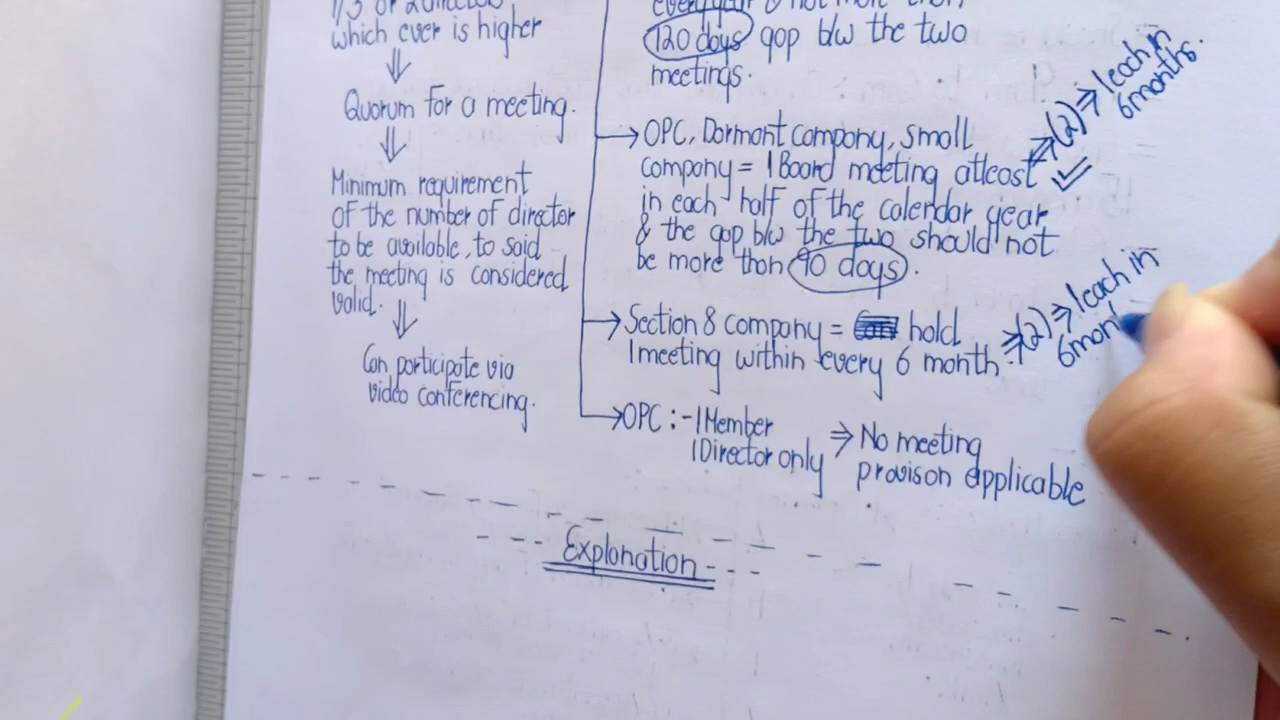 which ever is higher
Quorum for a meeting.
Minimum requirement
of the number of director
to be available, to said
the meeting is considered
valid.
Can participate via
video conferencing.
120 days gap b/w the two
meetings.
OPC, Dormant company, small
company = 1 Board meeting atleast
in each half of the calendar year
& the gap b/w the two should not
be more than 90 days.
⇒ (2) ⇒ 1 each in
6 months.
Section 8 company = hold
1 meeting within every 6 month.
⇒ (2) ⇒ 1 each in
6 mont
OPC :- 1 Member
1 Director only
⇒ No meeting
provison applicable
Explanation